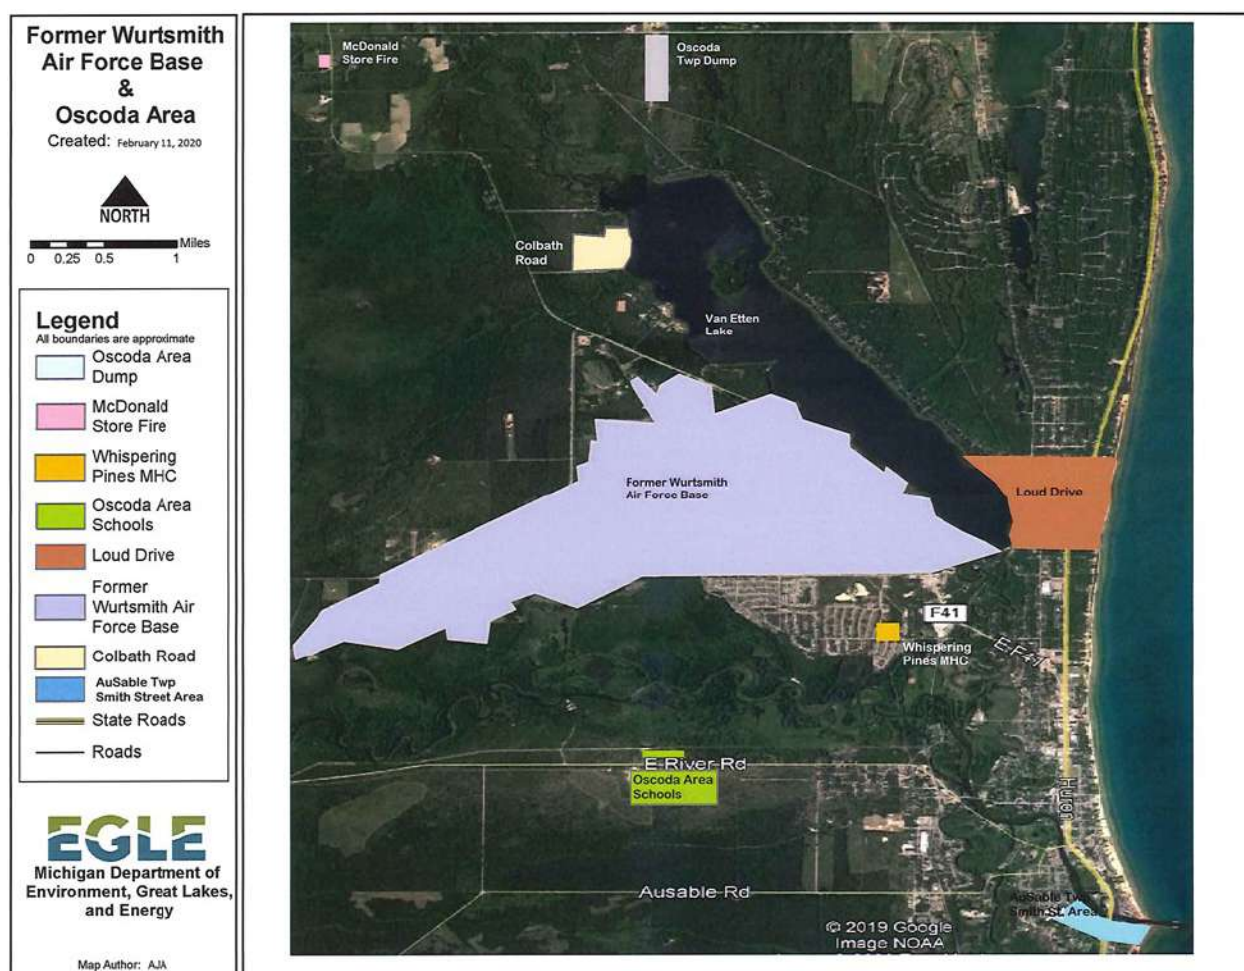 Former Wurtsmith
Air Force Base
&
Oscoda Area
Created: February 11, 2020
NORTH
Miles
0 0.25 0.5 1
Legend
All boundaries are approximate
Oscoda Area
Dump
McDonald
Store Fire
Whispering
Pines MHC
Oscoda Area
Schools
Loud Drive
Former
Wurtsmith Air
Force Base
Colbath Road
AuSable Twp
Smith Street Area
State Roads
Roads
EGLE
Michigan Department of
Environment, Great Lakes,
and Energy
Map Author: AJA
McDonald
Store Fire
Oscoda
Twp Dump
Colbath
Road
Van Etten
Lake
Former Wurtsmith
Air Force Base
Loud Drive
F41
E-F41
Whispering
Pines MHC
E River Rd
Oscoda Area
Schools
Huron
Ausable Rd
AuSable Twp
Smith St. Area
© 2019 Google
Image NOAA